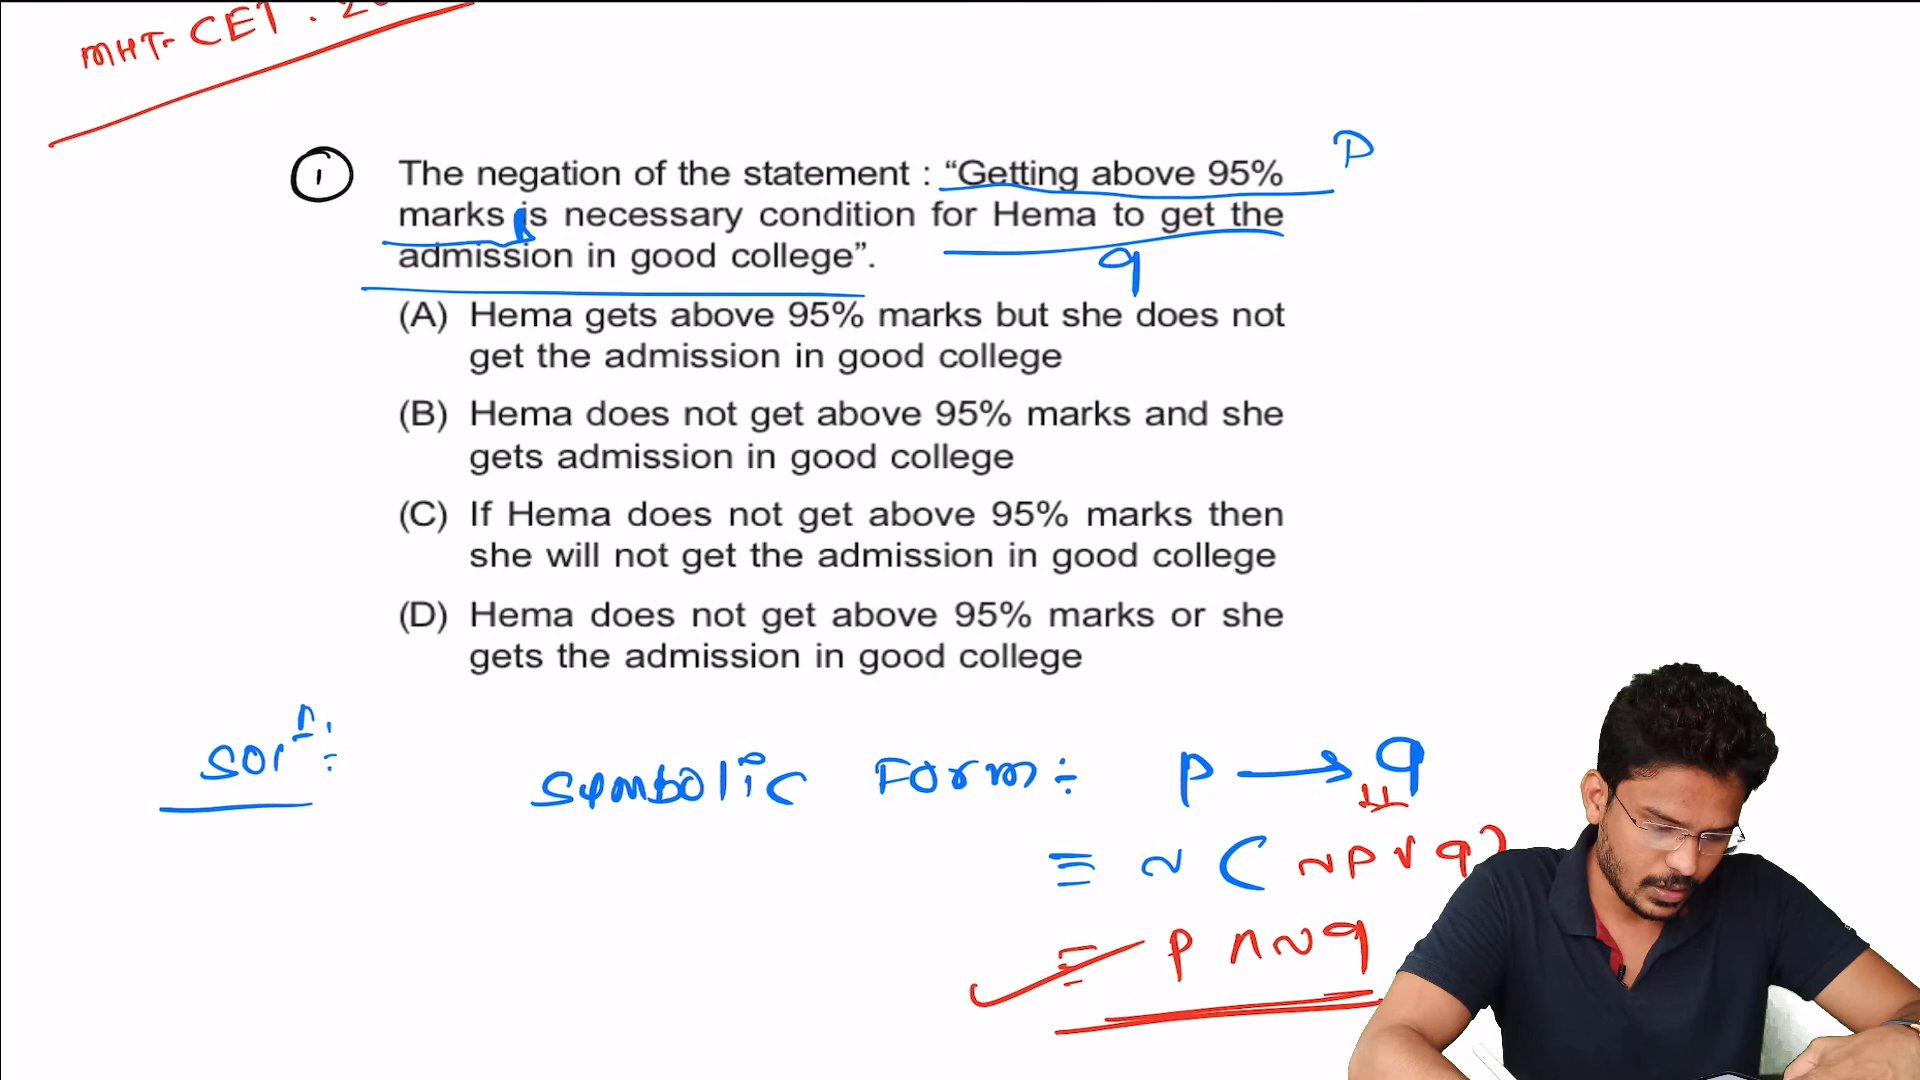 MHT- CET . 20
① The negation of the statement : “Getting above 95% P
marks is necessary condition for Hema to get the
admission in good college”. q
(A) Hema gets above 95% marks but she does not
get the admission in good college
(B) Hema does not get above 95% marks and she
gets admission in good college
(C) If Hema does not get above 95% marks then
she will not get the admission in good college
(D) Hema does not get above 95% marks or she
gets the admission in good college
Solⁿ: Symbolic Form ÷ p → q
≡ ~ ( ~p ∨ q)
≡ p ∧ ~q